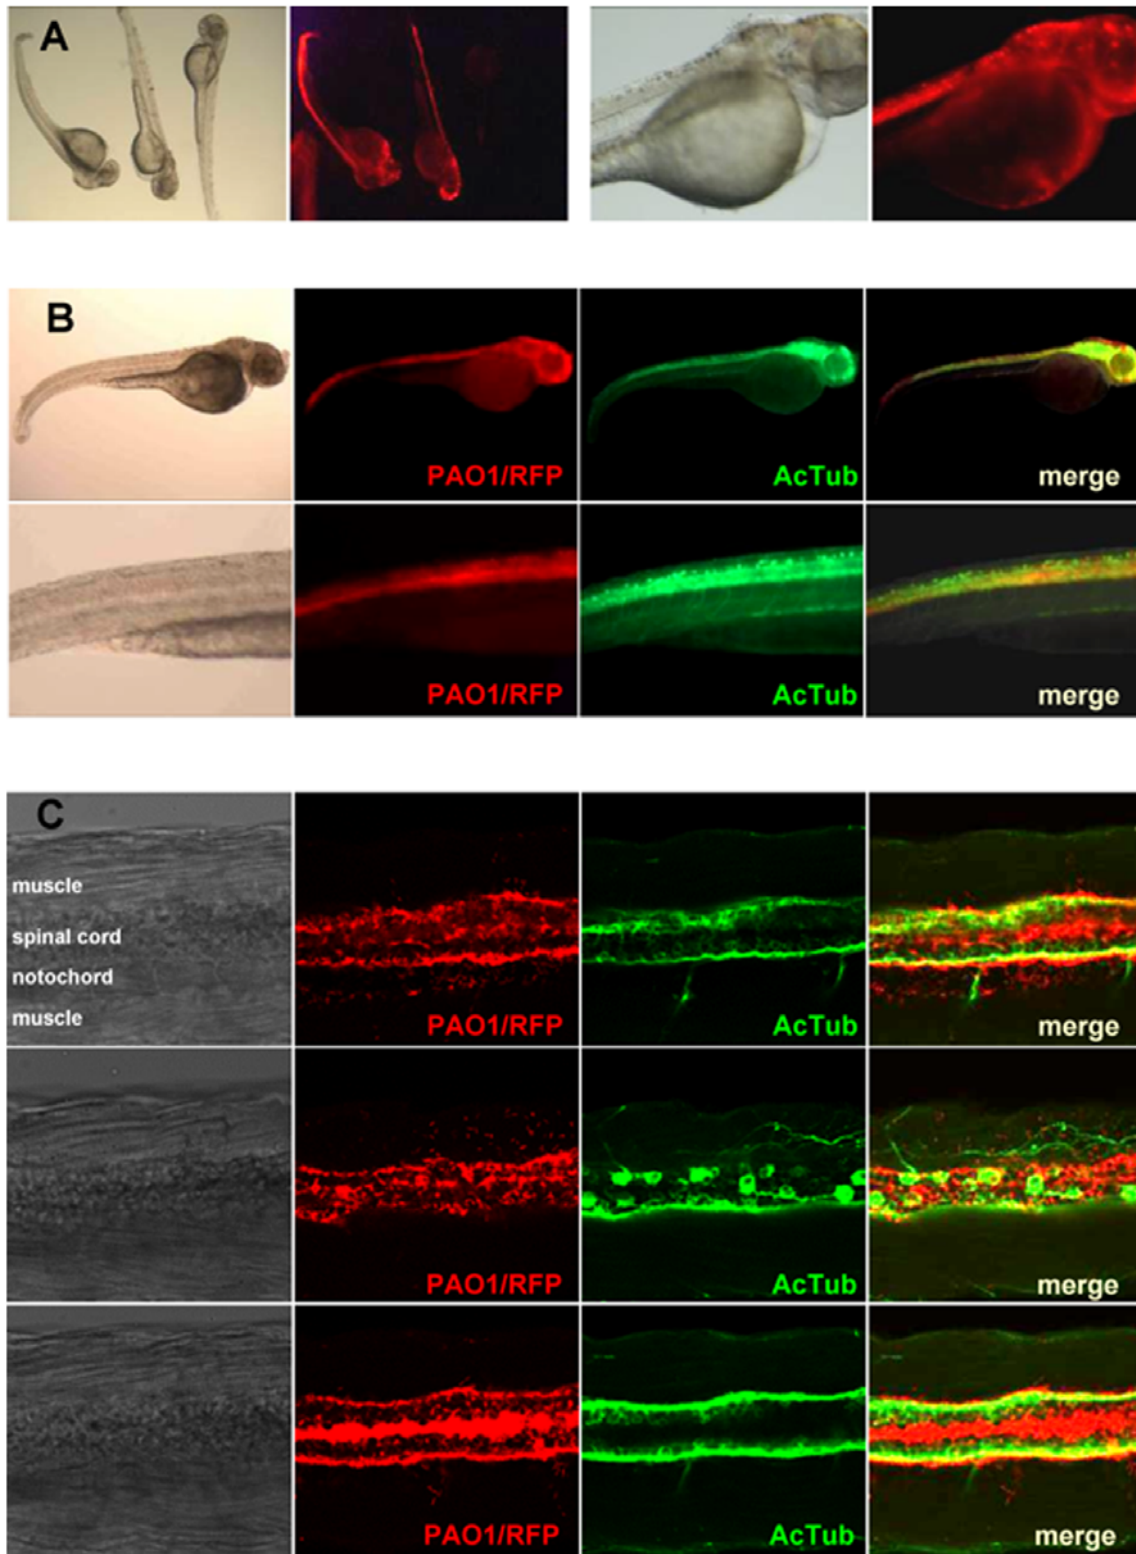 A
B
PAO1/RFP AcTub merge
PAO1/RFP AcTub merge
C
muscle
spinal cord
notochord
muscle
PAO1/RFP AcTub merge
PAO1/RFP AcTub merge
PAO1/RFP AcTub merge